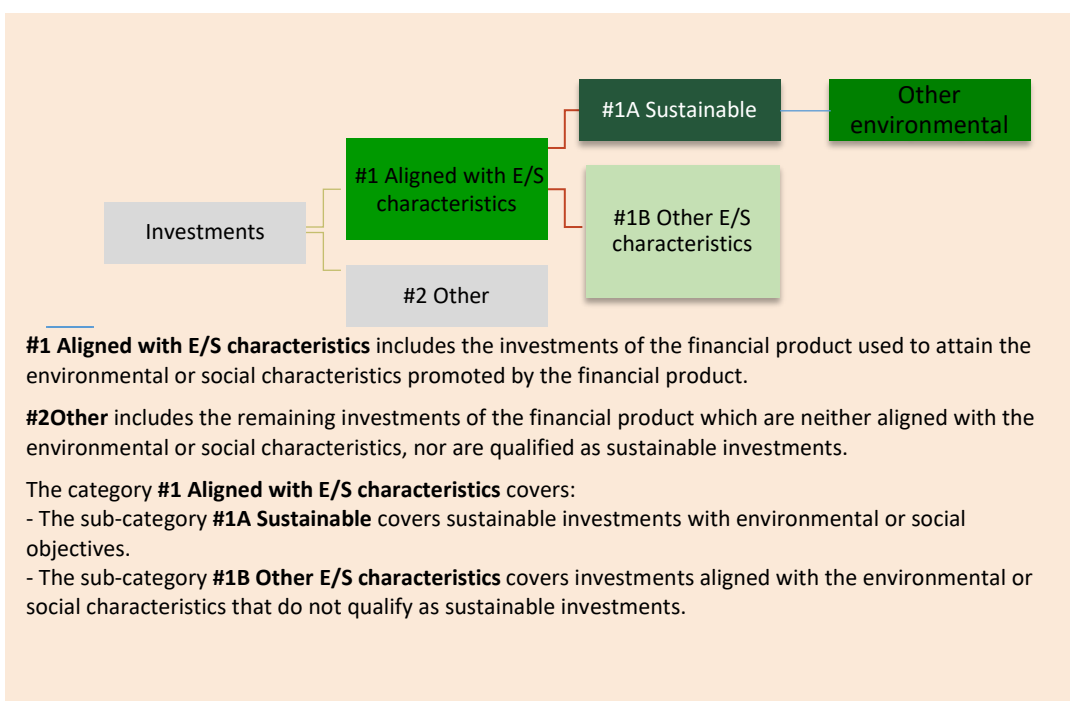 #1A Sustainable
Other
environmental
#1 Aligned with E/S
characteristics
#1B Other E/S
characteristics
Investments
#2 Other
#1 Aligned with E/S characteristics includes the investments of the financial product used to attain the
environmental or social characteristics promoted by the financial product.
#2Other includes the remaining investments of the financial product which are neither aligned with the
environmental or social characteristics, nor are qualified as sustainable investments.
The category #1 Aligned with E/S characteristics covers:
- The sub-category #1A Sustainable covers sustainable investments with environmental or social
objectives.
- The sub-category #1B Other E/S characteristics covers investments aligned with the environmental or
social characteristics that do not qualify as sustainable investments.